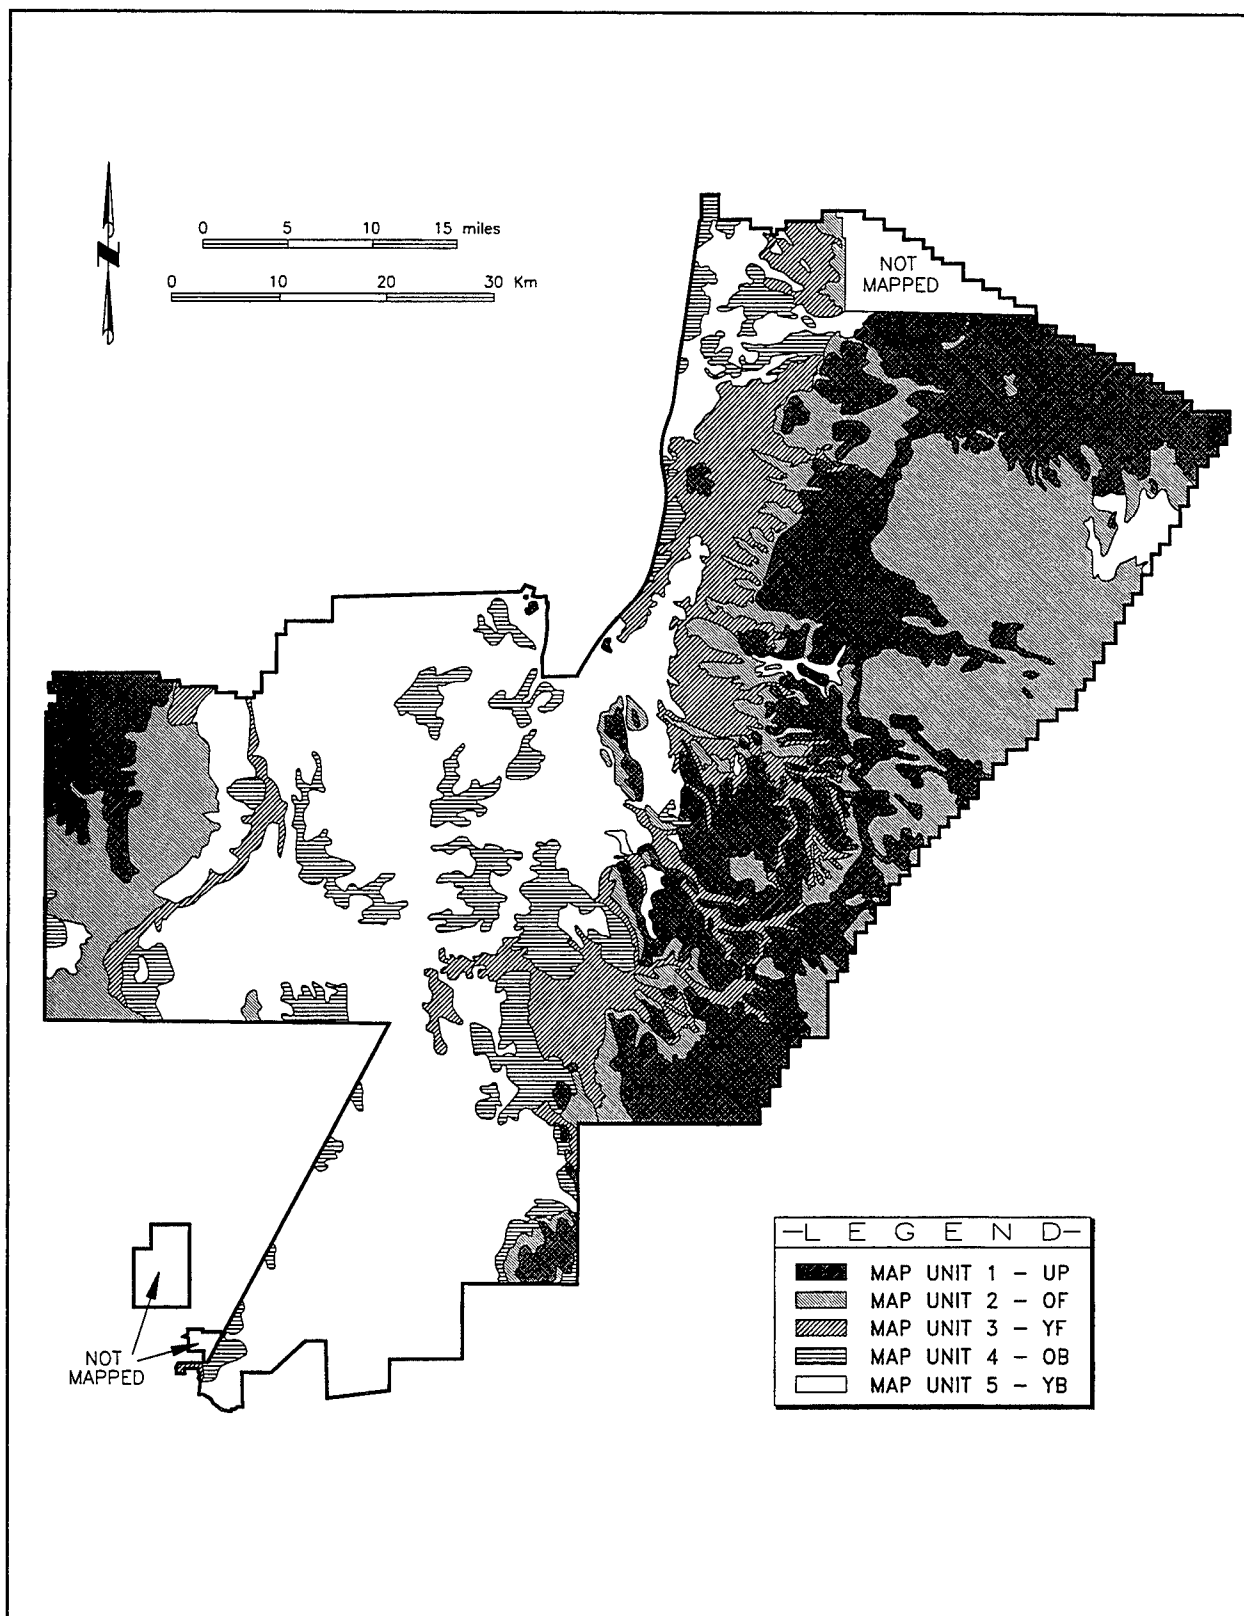 0 5 10 15 miles
0 10 20 30 Km
N
NOT
MAPPED
-L E G E N D-
MAP UNIT 1 - UP
MAP UNIT 2 - OF
MAP UNIT 3 - YF
MAP UNIT 4 - OB
MAP UNIT 5 - YB
NOT
MAPPED